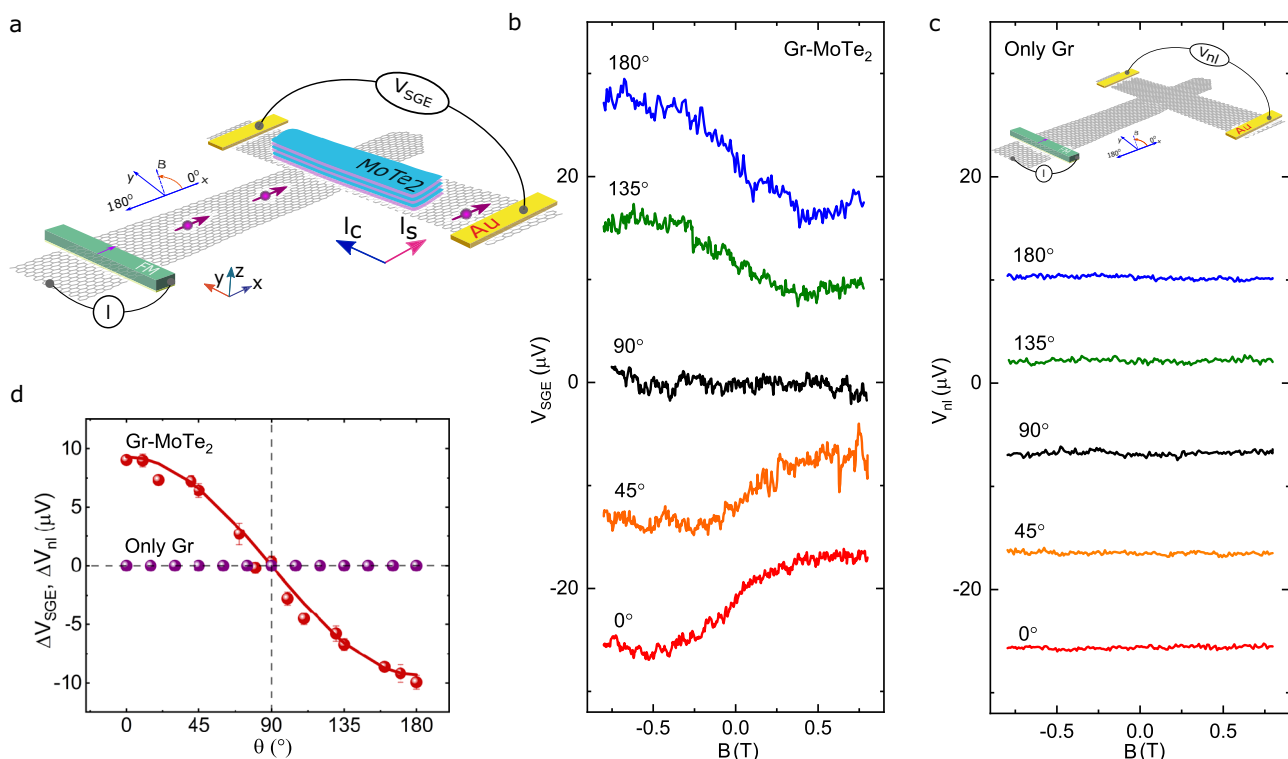 a
V_SGE
MoTe2
y
B
0°
x
180°
FM
Au
I_C
I_S
y
z
x
I
b
Gr-MoTe₂
180°
135°
90°
45°
0°
20
0
-20
V_SGE (μV)
-0.5
0.0
0.5
B (T)
c
Only Gr
V_nl
y
B
0°
x
180°
FM
Au
I
180°
135°
90°
45°
0°
20
0
-20
V_nl (μV)
-0.5
0.0
0.5
B (T)
d
Gr-MoTe₂
Only Gr
10
5
0
-5
-10
ΔV_SGE, ΔV_nl (μV)
0
45
90
135
180
θ (°)